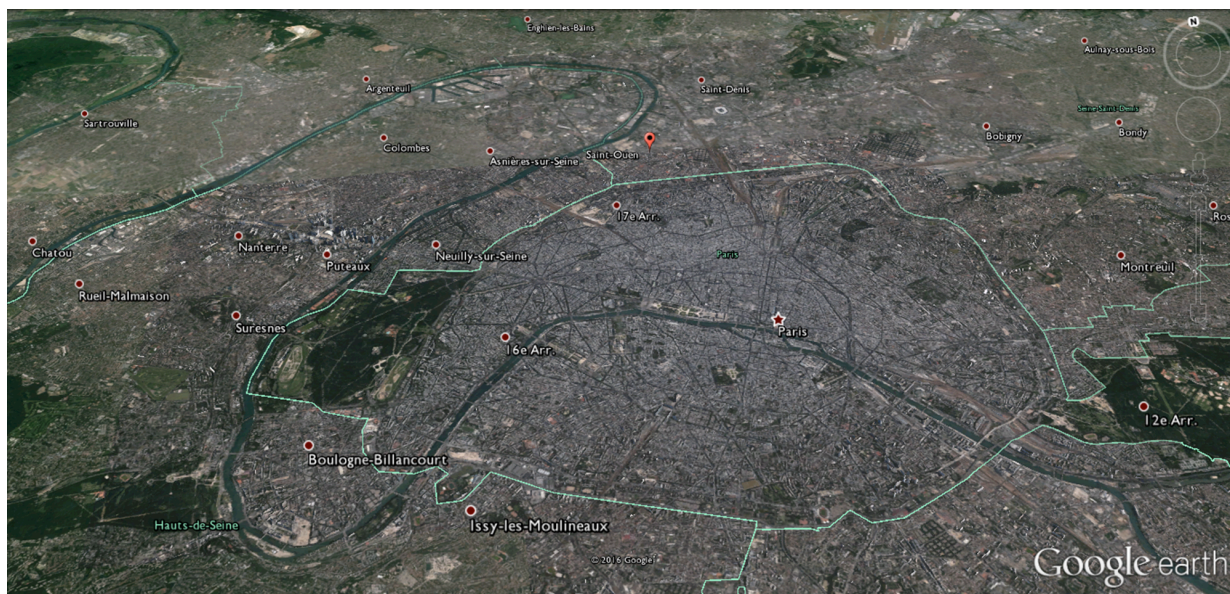 N
Enghien-les-Bains
Aulnay-sous-Bois
Argenteuil
Saint-Denis
Sartrouville
Seine Saint Denis
Bondy
Bobigny
Colombes
Asnières-sur-Seine
Saint-Ouen
17e Arr.
Chatou
Nanterre
Puteaux
Neuilly-sur-Seine
Paris
Montreuil
Rueil-Malmaison
Suresnes
16e Arr.
Paris
12e Arr.
Boulogne-Billancourt
Hauts-de-Seine
Issy-les-Moulineaux
© 2016 Google
Google earth